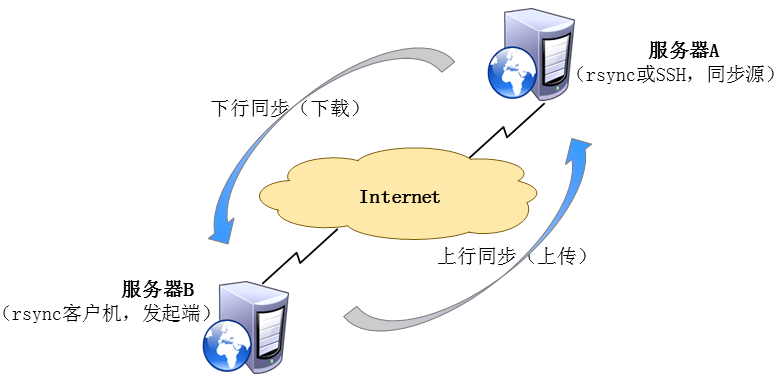 服务器A
（rsync或SSH，同步源）
下行同步（下载）
Internet
上行同步（上传）
服务器B
（rsync客户机，发起端）